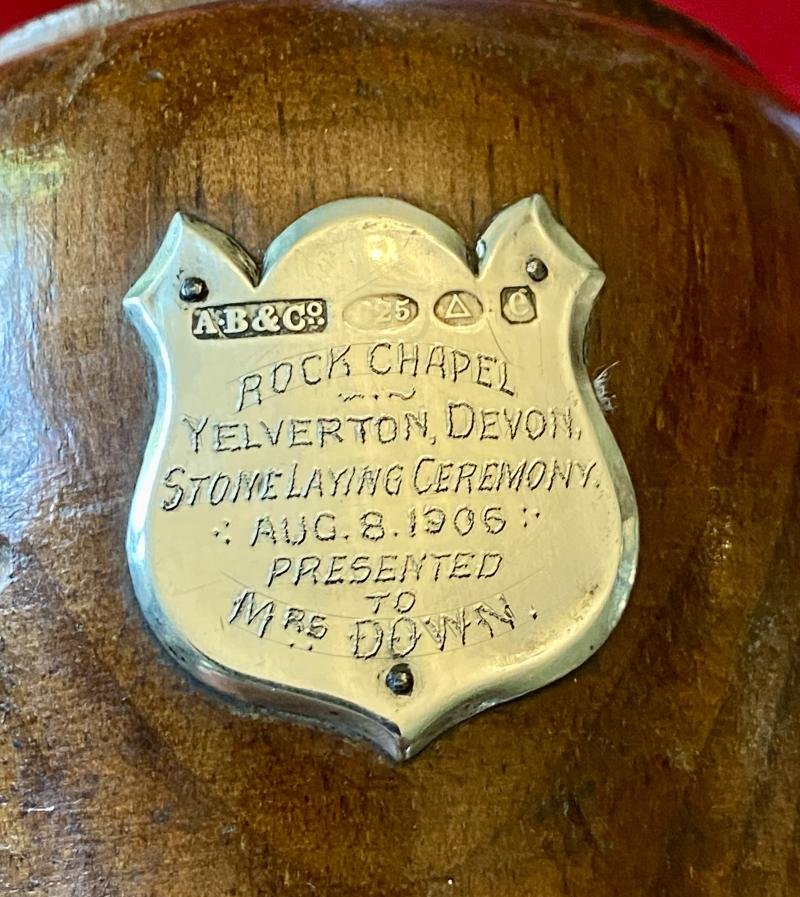 A·B&Co. 925 C
ROCK CHAPEL
YELVERTON, DEVON.
STONE LAYING CEREMONY.
AUG. 8. 1906
PRESENTED
TO
MRS DOWN.